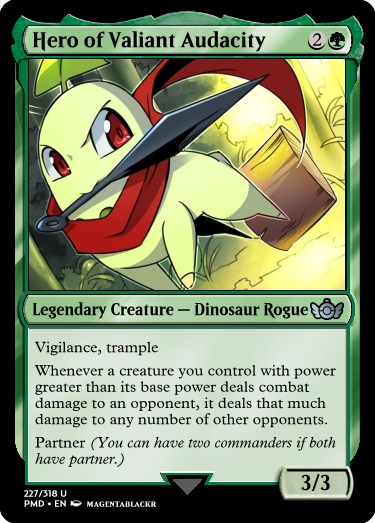 Hero of Valiant Audacity 2
Legendary Creature — Dinosaur Rogue
Vigilance, trample
Whenever a creature you control with power
greater than its base power deals combat
damage to an opponent, it deals that much
damage to any number of other opponents.
Partner (You can have two commanders if both
have partner.)
3/3
227/318 U
PMD • EN MAGENTABLACKR